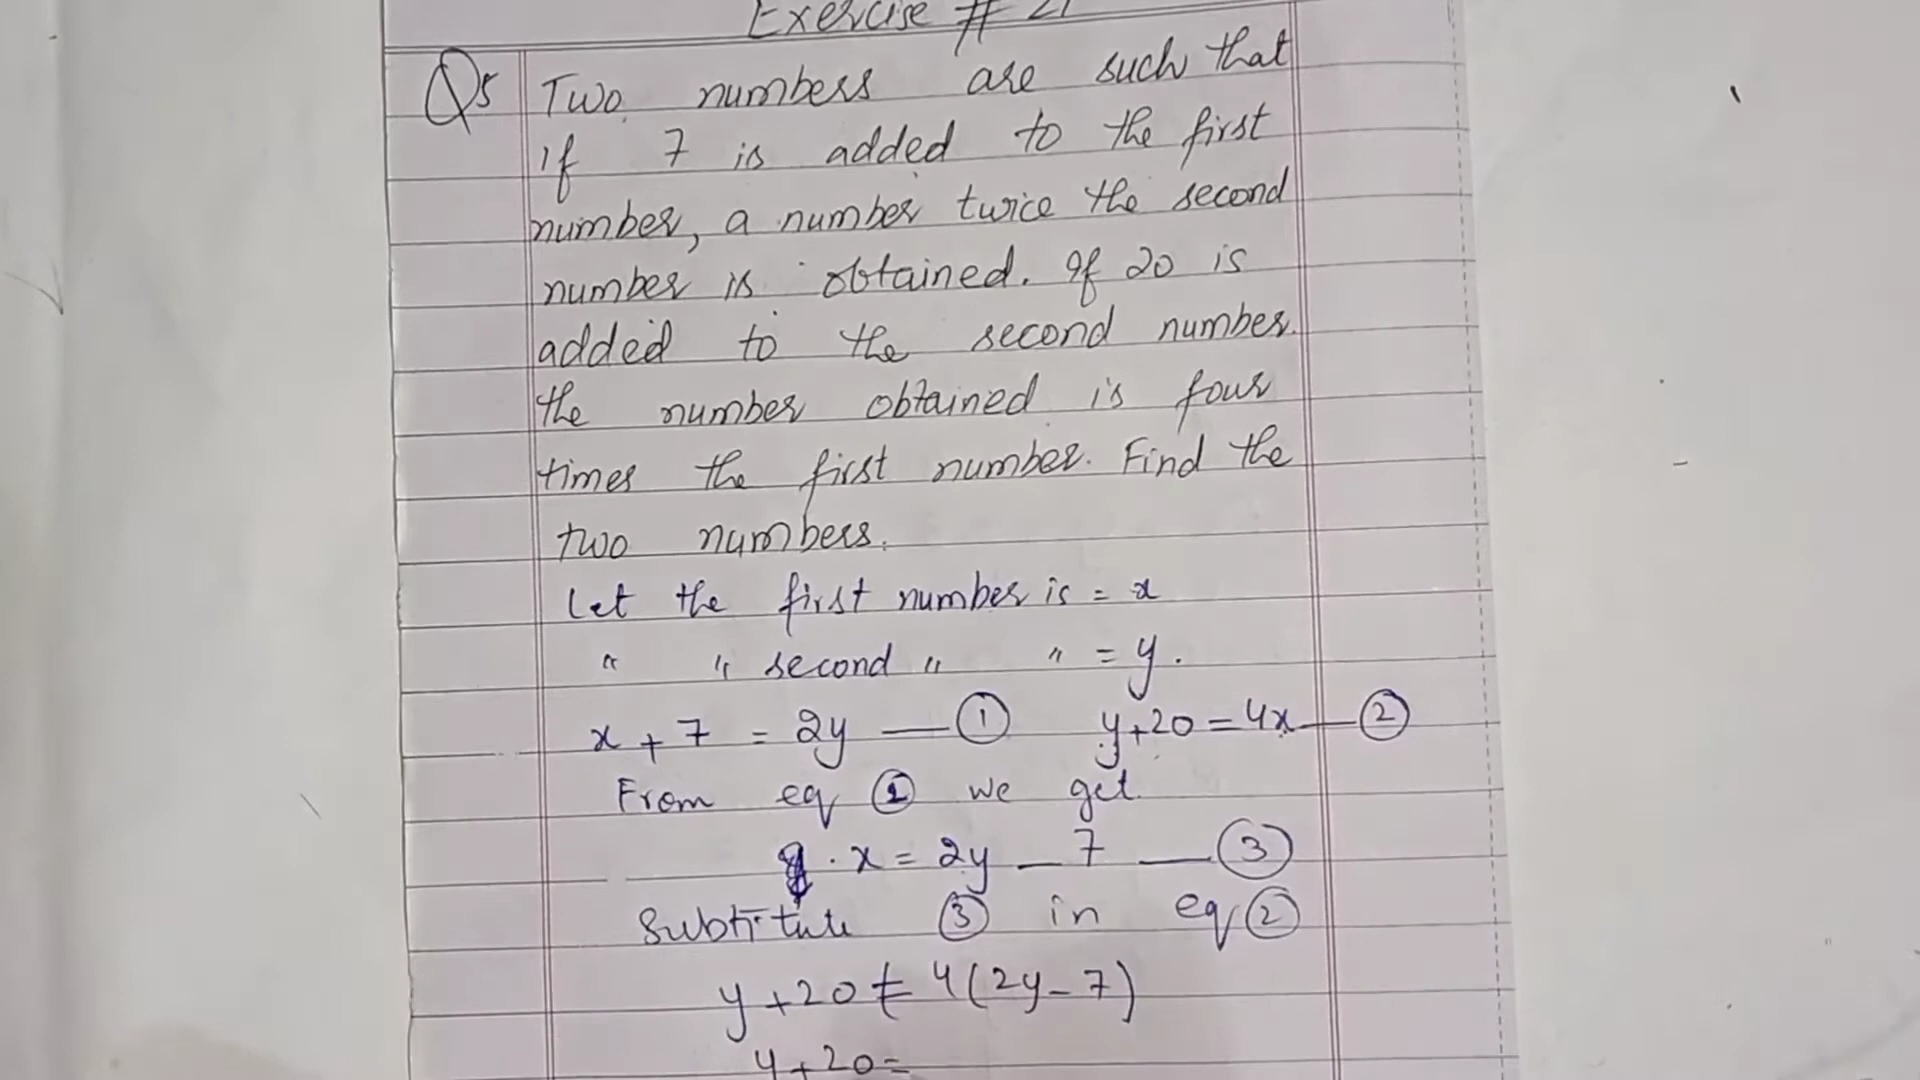 Exercise #
Q5 Two numbers are such that
if 7 is added to the first
number, a number twice the second
number is obtained. If 20 is
added to the second number.
the number obtained is four
times the first number. Find the
two numbers.
Let the first number is = x
" " second " " = y.
x + 7 = 2y — ① y+20 = 4x — ②
From eq ① we get
x = 2y - 7 — ③
Substitute ③ in eq ②
y + 20 = 4(2y - 7)
y + 20 =